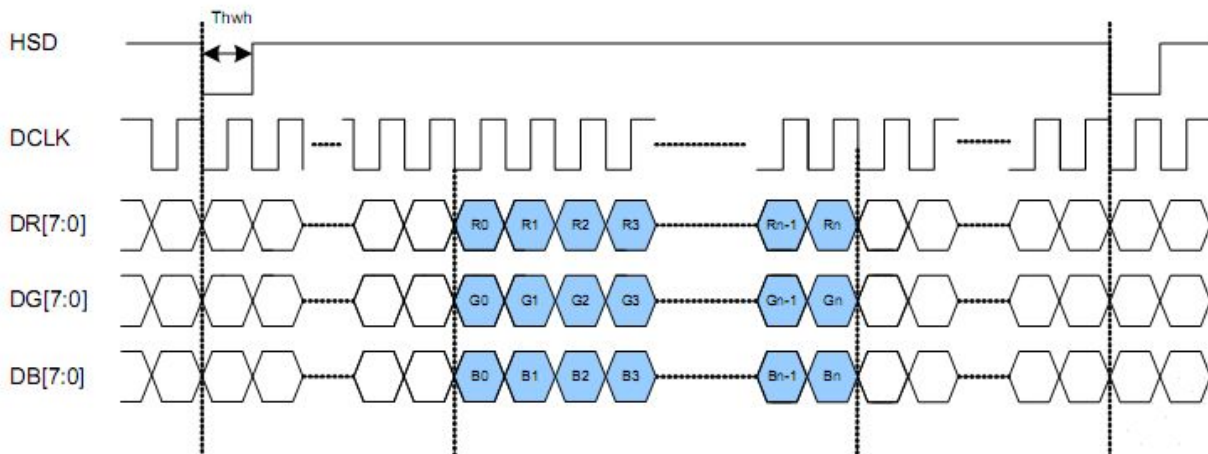 Thwh
HSD
DCLK
DR[7:0] R0 R1 R2 R3 Rn-1 Rn
DG[7:0] G0 G1 G2 G3 Gn-1 Gn
DB[7:0] B0 B1 B2 B3 Bn-1 Bn